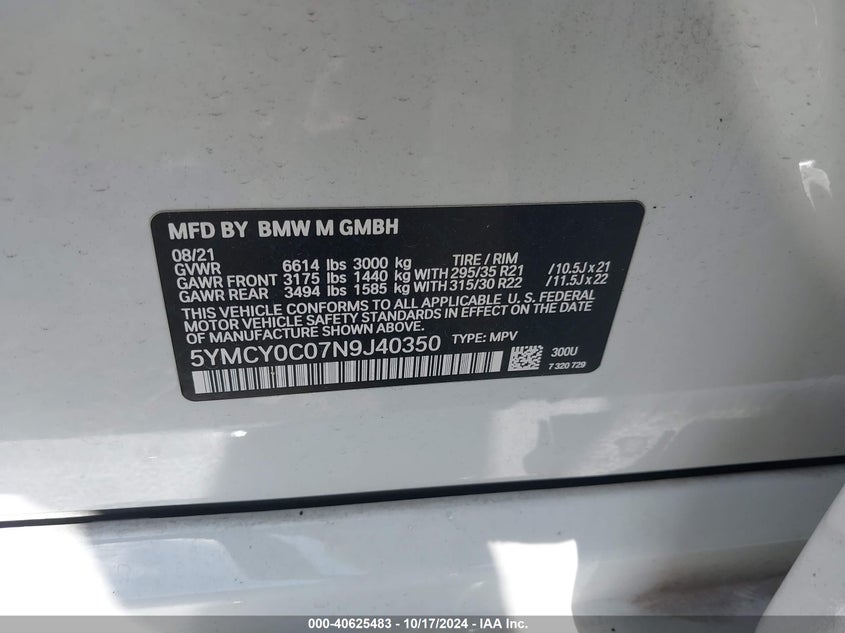 MFD BY BMW M GMBH
08/21 TIRE / RIM
GVWR 6614 lbs 3000 kg
GAWR FRONT 3175 lbs 1440 kg WITH 295/35 R21 /10.5J x 21
GAWR REAR 3494 lbs 1585 kg WITH 315/30 R22 /11.5J x 22
THIS VEHICLE CONFORMS TO ALL APPLICABLE U. S. FEDERAL
MOTOR VEHICLE SAFETY STANDARDS IN EFFECT ON THE DATE
OF MANUFACTURE SHOWN ABOVE.
5YMCY0C07N9J40350 TYPE: MPV
300U
7 320 729
000-40625483 - 10/17/2024 - IAA Inc.